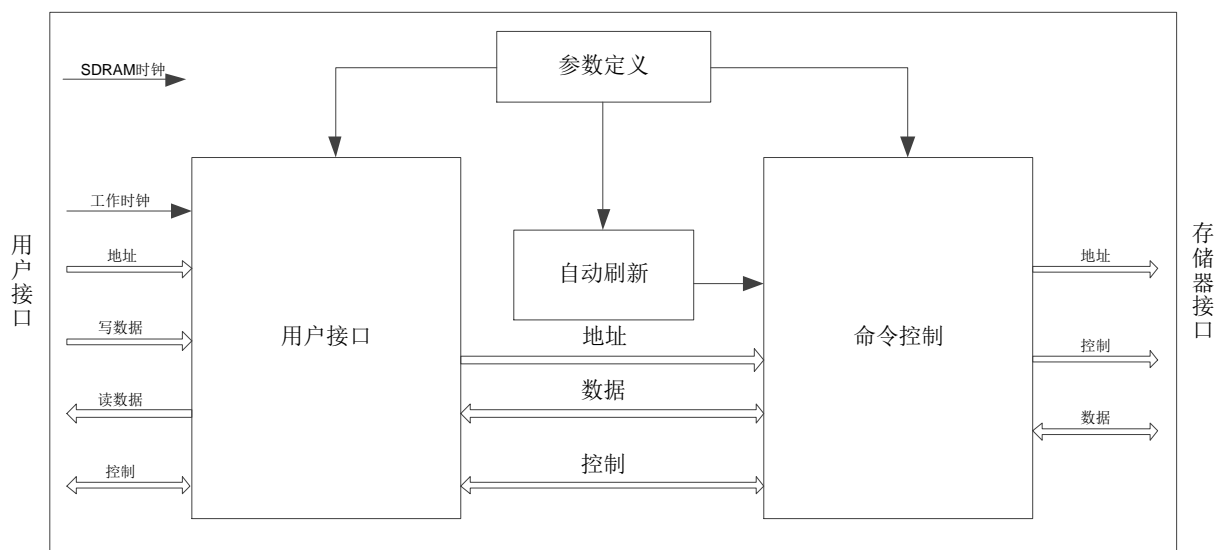 SDRAM时钟
参数定义
工作时钟
用户接口
地址
写数据
读数据
控制
用户接口
自动刷新
地址
数据
控制
命令控制
地址
控制
数据
存储器接口